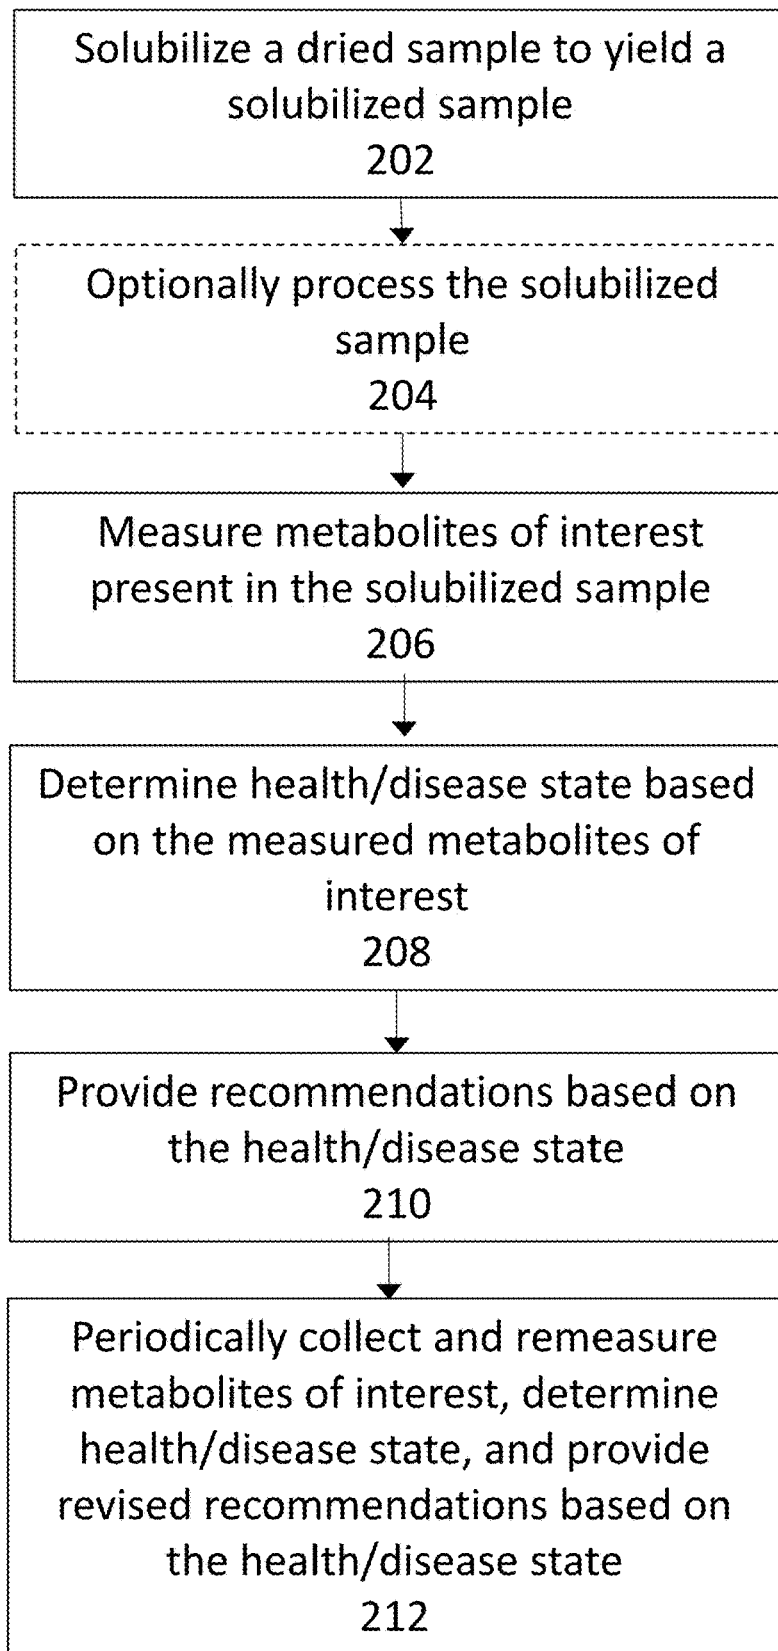 Solubilize a dried sample to yield a
solubilized sample
202
Optionally process the solubilized
sample
204
Measure metabolites of interest
present in the solubilized sample
206
Determine health/disease state based
on the measured metabolites of
interest
208
Provide recommendations based on
the health/disease state
210
Periodically collect and remeasure
metabolites of interest, determine
health/disease state, and provide
revised recommendations based on
the health/disease state
212